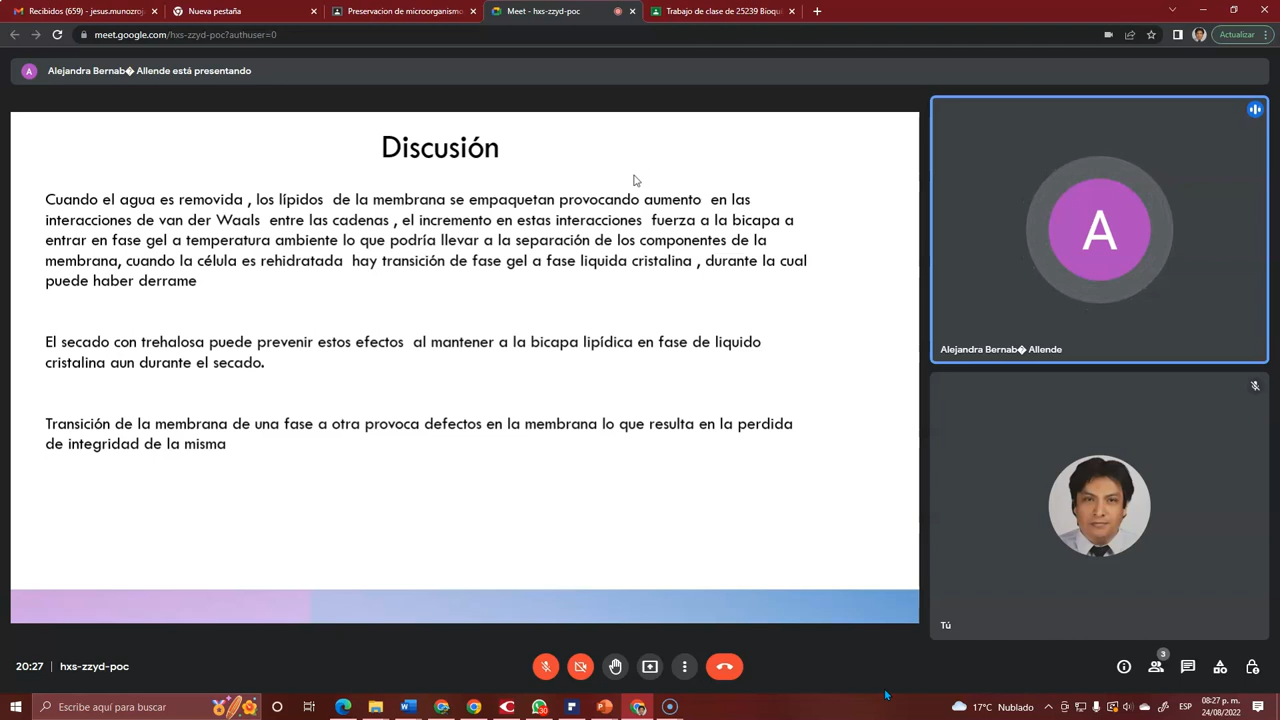 Recibidos (659) - jesus.munozroja
Nueva pestaña
Preservacion de microorganismo
Meet - hxs-zzyd-poc
Trabajo de clase de 25239 Bioqu
meet.google.com/hxs-zzyd-poc?authuser=0
Actualizar
A
Alejandra Bernab� Allende está presentando
Discusión
Cuando el agua es removida , los lípidos de la membrana se empaquetan provocando aumento en las
interacciones de van der Waals entre las cadenas , el incremento en estas interacciones fuerza a la bicapa a
entrar en fase gel a temperatura ambiente lo que podría llevar a la separación de los componentes de la
membrana, cuando la célula es rehidratada hay transición de fase gel a fase liquida cristalina , durante la cual
puede haber derrame
El secado con trehalosa puede prevenir estos efectos al mantener a la bicapa lipídica en fase de liquido
cristalina aun durante el secado.
Transición de la membrana de una fase a otra provoca defectos en la membrana lo que resulta en la perdida
de integridad de la misma
A
Alejandra Bernab� Allende
Tú
20:27 | hxs-zzyd-poc
3
Escribe aquí para buscar
30
17°C Nublado
ESP
08:27 p. m.
24/08/2022